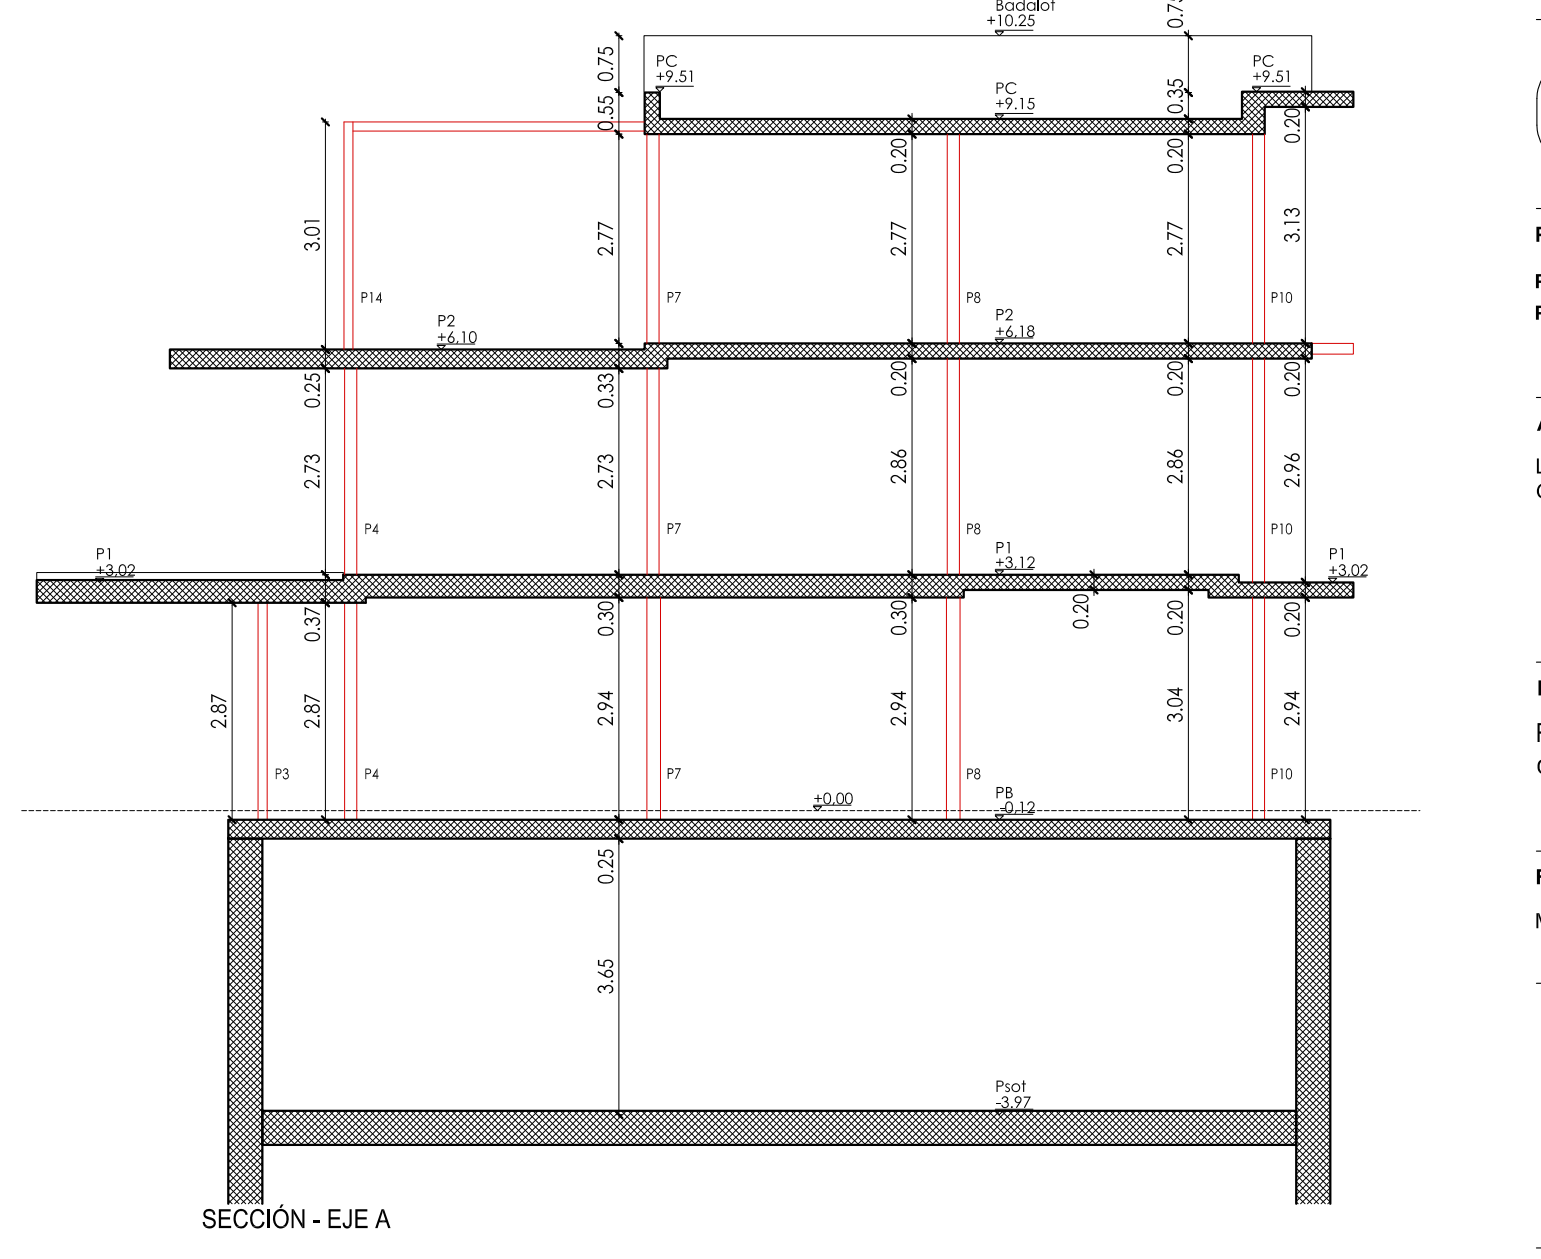 Badalot
+10.25
0.75
0.75
PC
+9.51
PC
+9.51
PC
+9.15
0.55
0.35
0.20
0.20
0.20
3.01
2.77
2.77
2.77
3.13
P14
P7
P8
P10
P2
+6,10
P2
+6,18
0.25
0.33
0.20
0.20
0.20
2.73
2.73
2.86
2.86
2.96
P4
P7
P8
P10
P1
+3,02
P1
+3,12
P1
+3,02
0.37
0.30
0.30
0.20
0.20
0.20
2.87
2.87
2.94
2.94
3.04
2.94
P3
P4
P7
P8
P10
+0,00
PB
-0,12
0.25
3.65
Psot
-3,97
SECCIÓN - EJE A